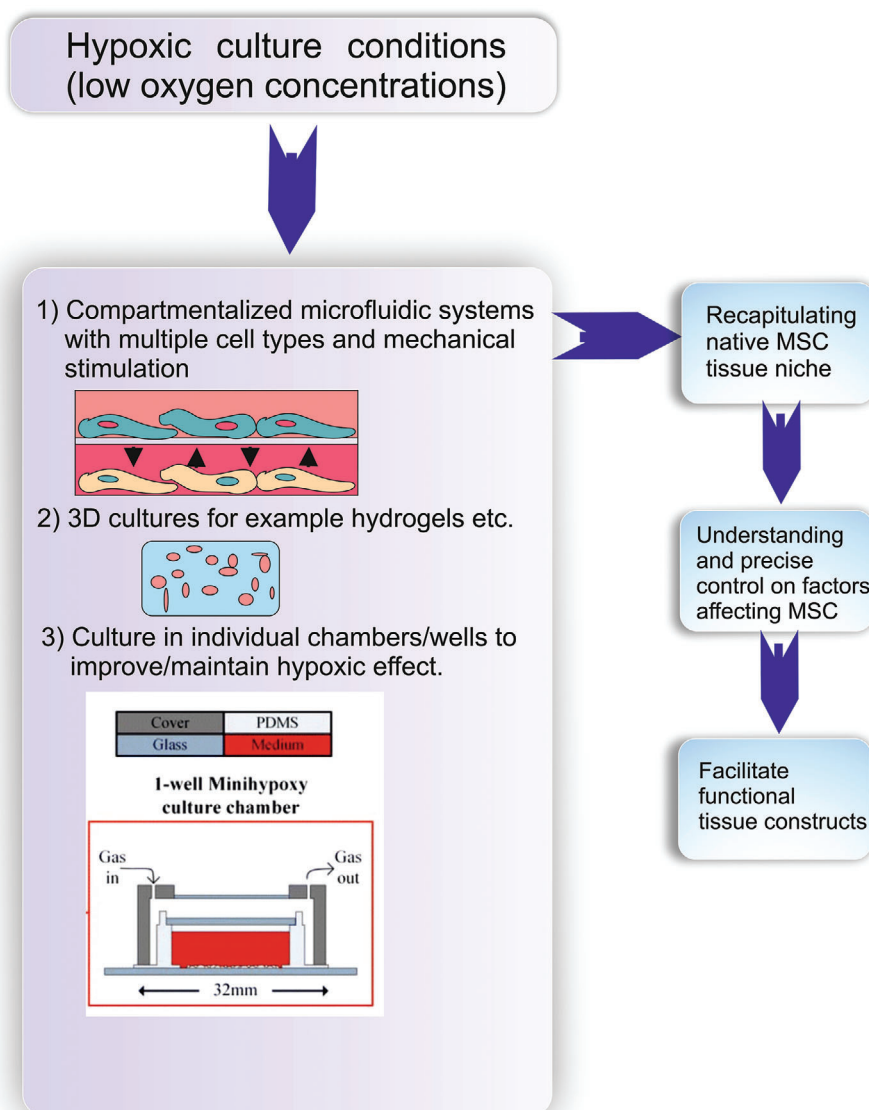 Hypoxic culture conditions
(low oxygen concentrations)
1) Compartmentalized microfluidic systems
with multiple cell types and mechanical
stimulation
2) 3D cultures for example hydrogels etc.
3) Culture in individual chambers/wells to
improve/maintain hypoxic effect.
Cover PDMS
Glass Medium
1-well Minihypoxy
culture chamber
Gas
in
Gas
out
32mm
Recapitulating
native MSC
tissue niche
Understanding
and precise
control on factors
affecting MSC
Facilitate
functional
tissue constructs